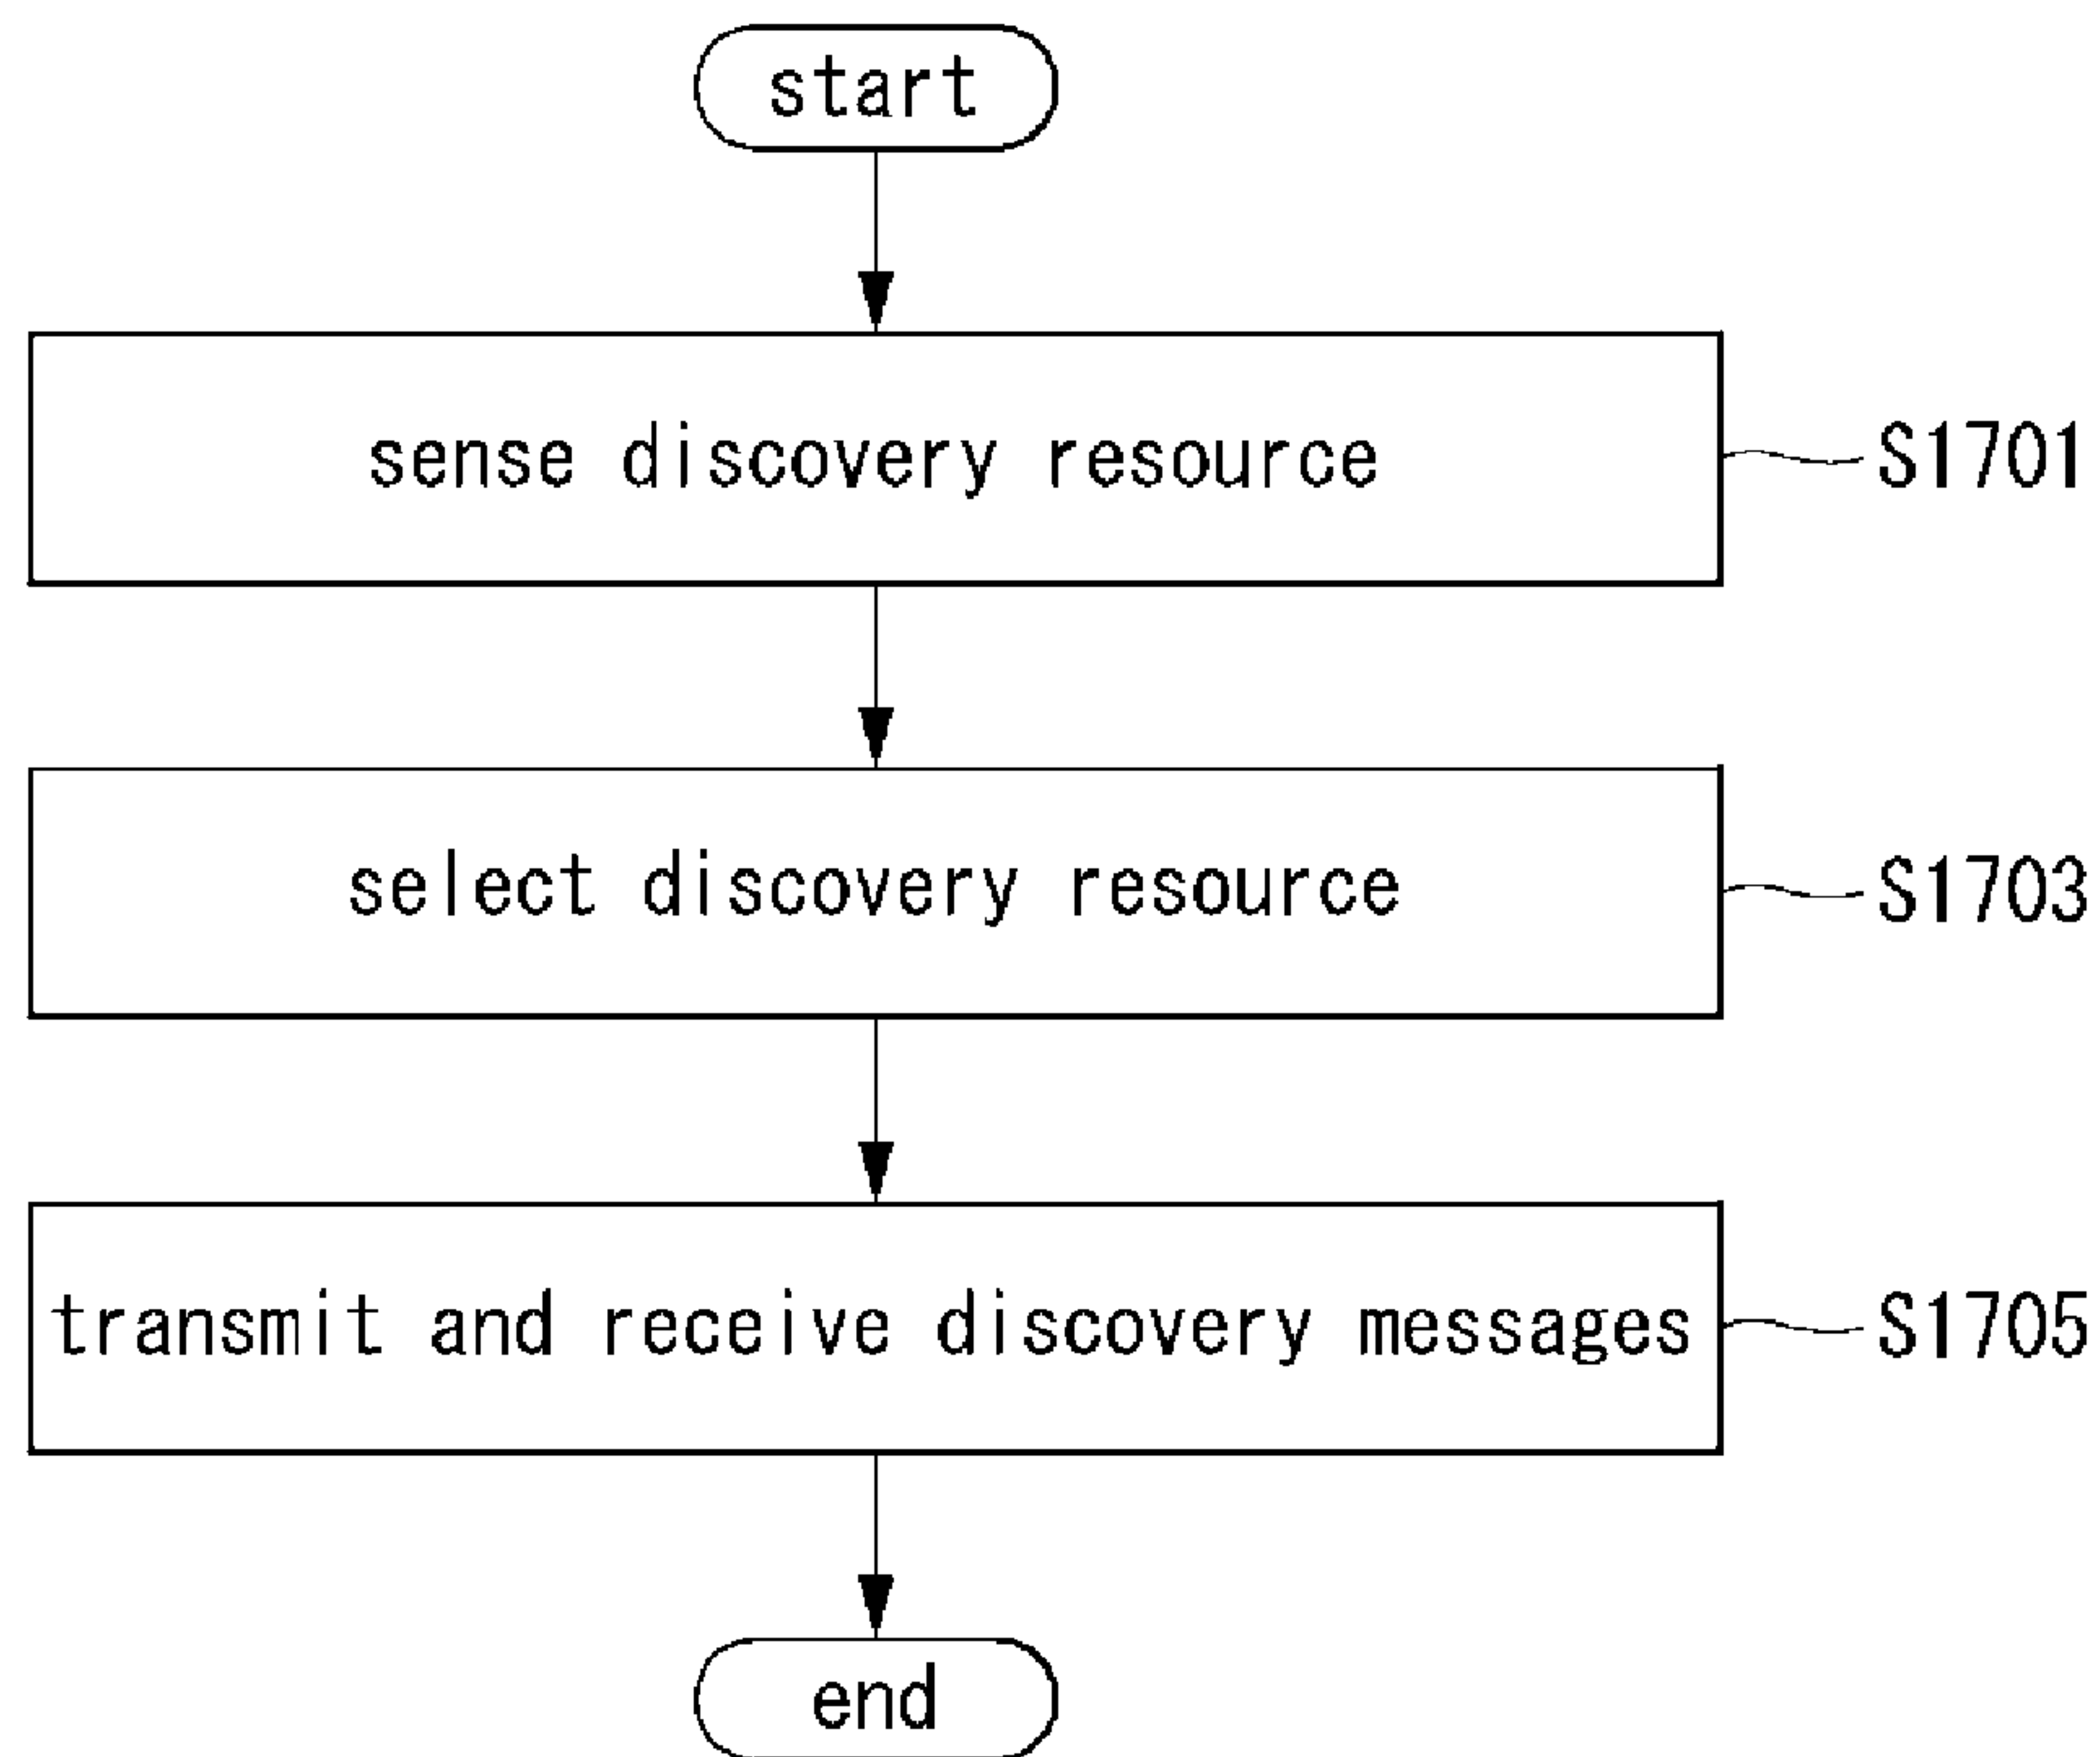 start
sense discovery resource
S1701
select discovery resource
S1703
transmit and receive discovery messages
S1705
end